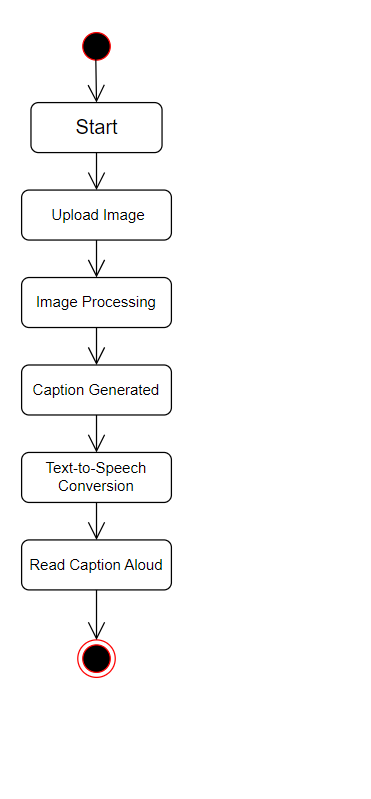 Start
Upload Image
Image Processing
Caption Generated
Text-to-Speech
Conversion
Read Caption Aloud